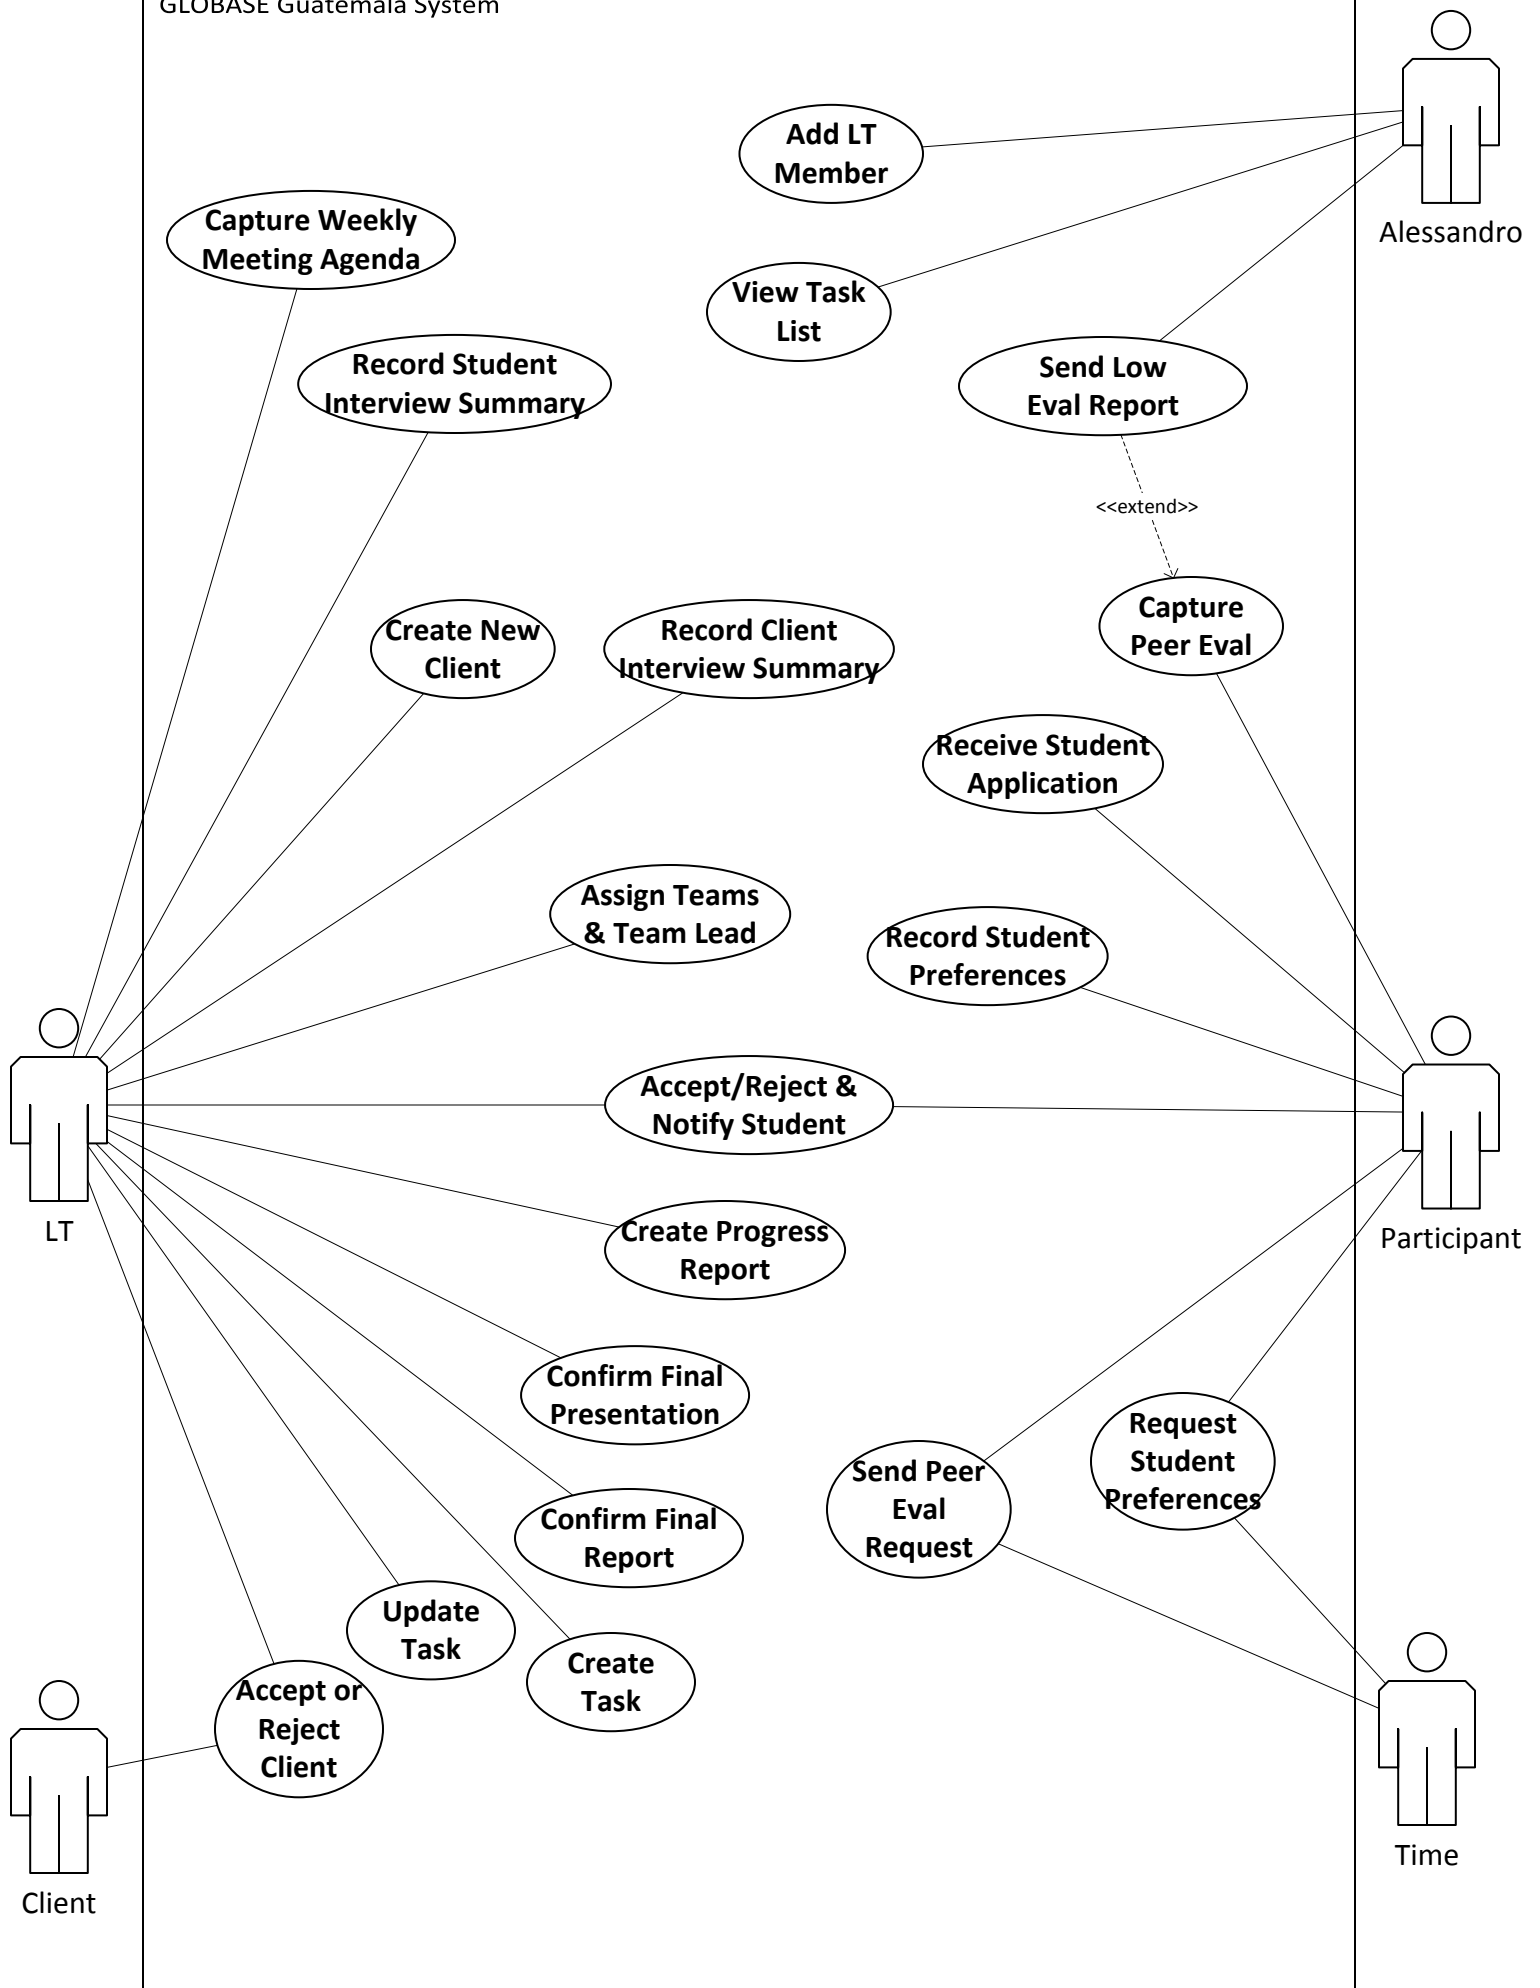 GLOBASE Guatemala System
Add LT
Member
Alessandro
Capture Weekly
Meeting Agenda
View Task
List
Record Student
Interview Summary
Send Low
Eval Report
<<extend>>
Capture
Peer Eval
Create New
Client
Record Client
Interview Summary
Receive Student
Application
Assign Teams
& Team Lead
Record Student
Preferences
Accept/Reject &
Notify Student
LT
Participant
Create Progress
Report
Confirm Final
Presentation
Request
Student
Preferences
Send Peer
Eval
Request
Confirm Final
Report
Update
Task
Create
Task
Accept or
Reject
Client
Time
Client